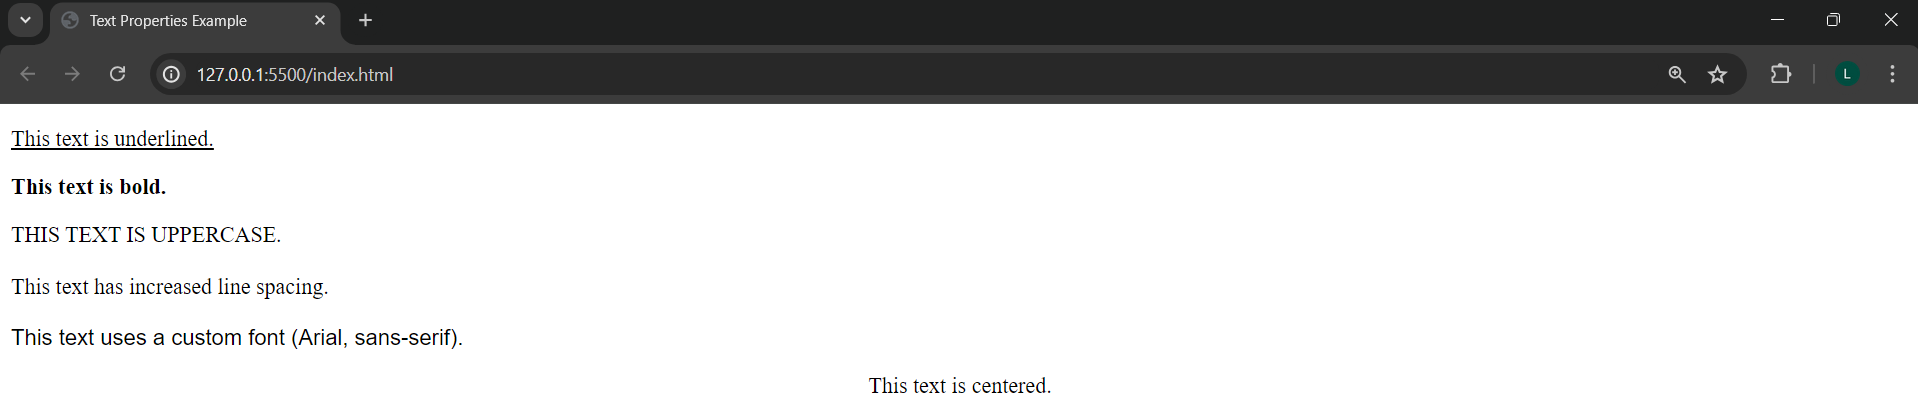 Text Properties Example
127.0.0.1:5500/index.html
L
This text is underlined.
This text is bold.
THIS TEXT IS UPPERCASE.
This text has increased line spacing.
This text uses a custom font (Arial, sans-serif).
This text is centered.